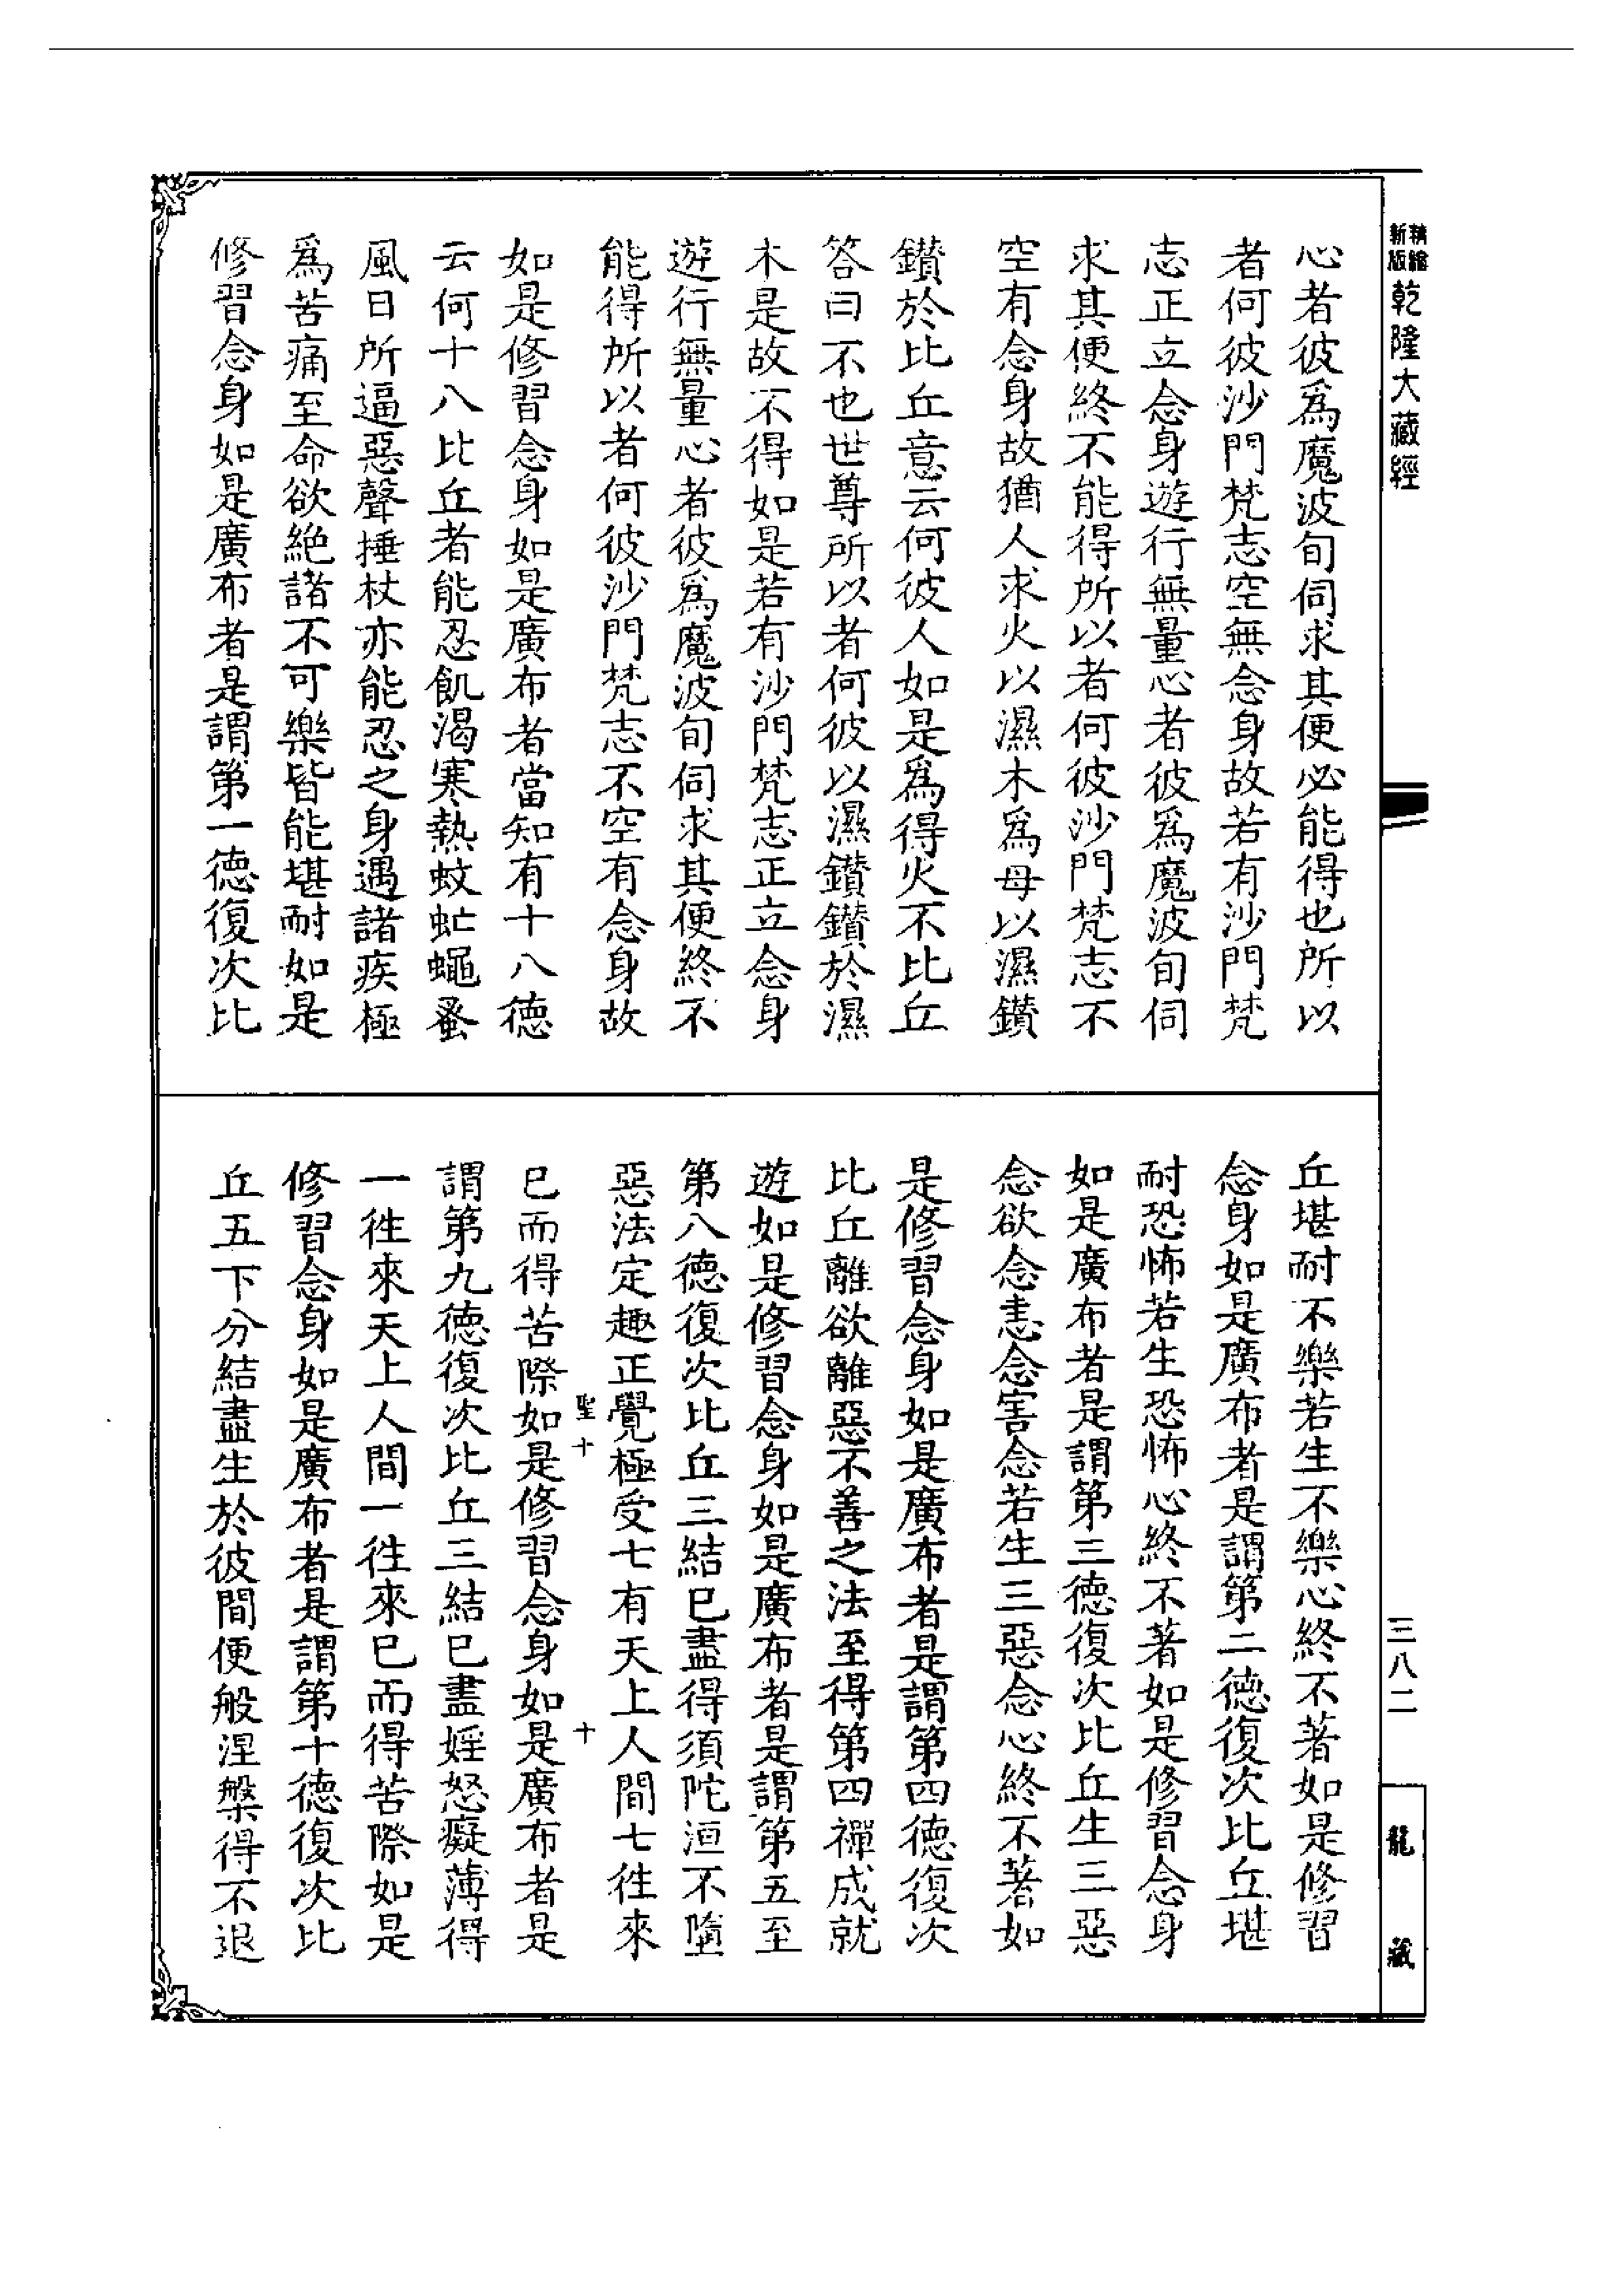 精縮
新版
乾隆大藏經
三八二
龍藏
心者彼爲魔波旬伺求其便必能得也所以
者何彼沙門梵志空無念身故若有沙門梵
志正立念身遊行無量心者彼爲魔波旬伺
求其便終不能得所以者何彼沙門梵志不
空有念身故猶人求火以濕木爲母以濕鑚
鑚於比丘意云何彼人如是爲得火不比丘
答曰不也世尊所以者何彼以濕鑚鑚於濕
木是故不得如是若有沙門梵志正立念身
遊行無量心者彼爲魔波旬伺求其便終不
能得所以者何彼沙門梵志不空有念身故
如是修習念身如是廣布者當知有十八德
云何十八比丘者能忍飢渴寒熱蚊虻蠅蚤
風日所逼惡聲捶杖亦能忍之身遇諸疾極
爲苦痛至命欲絶諸不可樂皆能堪耐如是
修習念身如是廣布者是謂第一德復次比
丘堪耐不樂若生不樂心終不著如是修習
念身如是廣布者是謂第二德復次比丘堪
耐恐怖若生恐怖心終不著如是修習念身
如是廣布者是謂第三德復次比丘生三惡
念欲念恚念害念若生三惡念心終不著如
是修習念身如是廣布者是謂第四德復次
比丘離欲離惡不善之法至得第四禪成就
遊如是修習念身如是廣布者是謂第五至
第八德復次比丘三結已盡得須陀洹不墮
惡法定趣正覺極受七有天上人間七徃來
聖十 十
已而得苦際如是修習念身如是廣布者是
謂第九德復次比丘三結已盡婬怒癡薄得
一徃來天上人間一徃來已而得苦際如是
修習念身如是廣布者是謂第十德復次比
丘五下分結盡生於彼間便般涅槃得不退